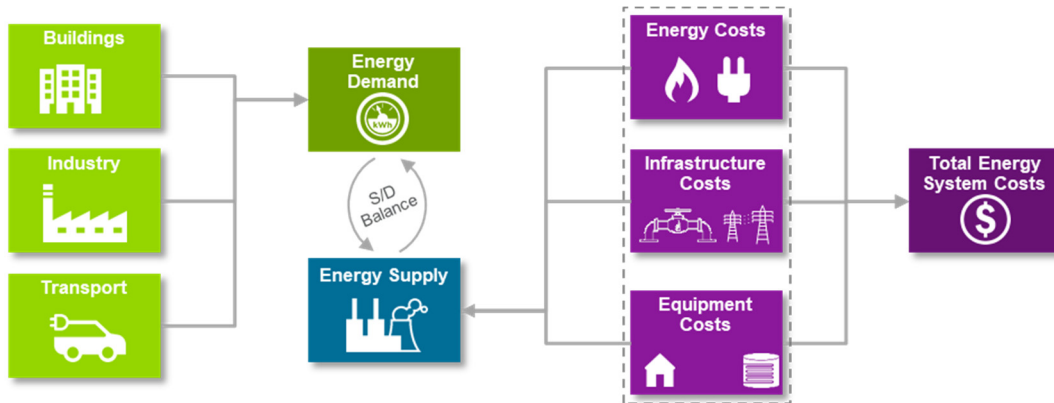 Buildings
Industry
Transport
Energy
Demand
kWh
S/D
Balance
Energy Supply
Energy Costs
Infrastructure
Costs
Equipment
Costs
Total Energy
System Costs
$